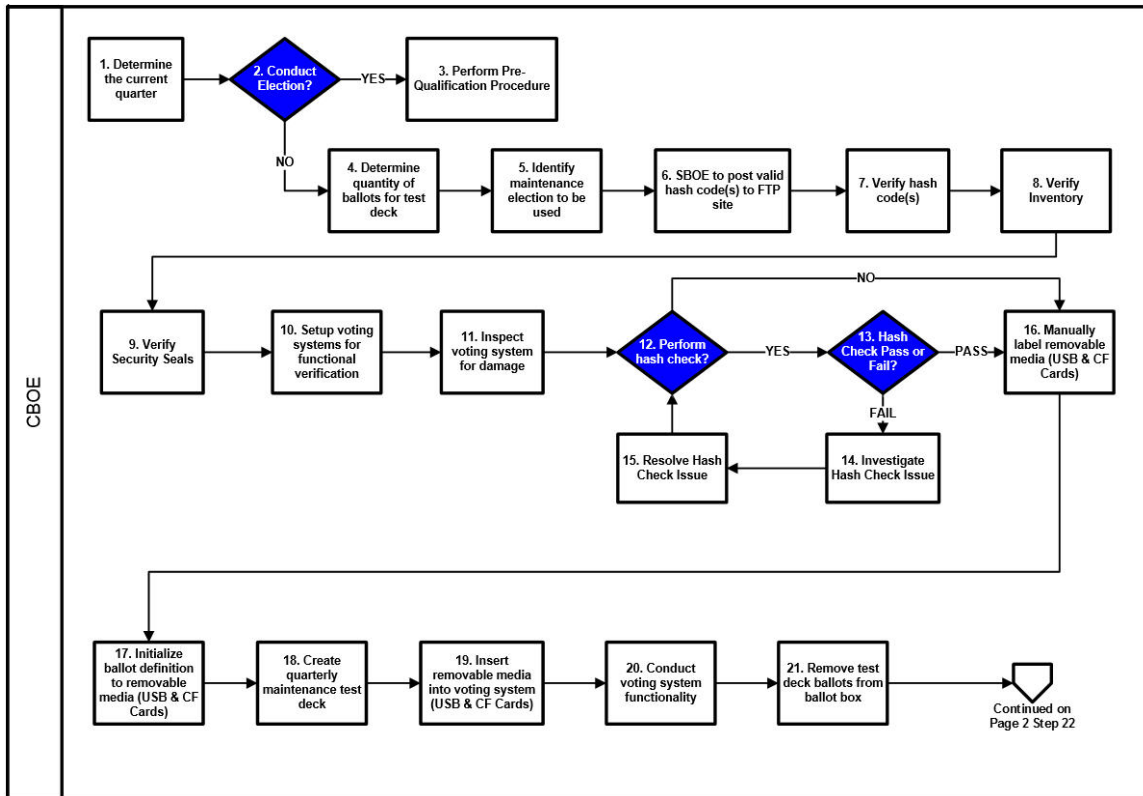 CBOE
1. Determine
the current
quarter
2. Conduct
Election?
YES
3. Perform Pre-
Qualification Procedure
NO
4. Determine
quantity of
ballots for test
deck
5. Identify
maintenance
election to be
used
6. SBOE to post valid
hash code(s) to FTP
site
7. Verify hash
code(s)
8. Verify
Inventory
9. Verify
Security Seals
10. Setup voting
systems for
functional
verification
11. Inspect
voting system
for damage
12. Perform
hash check?
NO
YES
13. Hash
Check Pass or
Fail?
PASS
FAIL
14. Investigate
Hash Check Issue
15. Resolve Hash
Check Issue
16. Manually
label removable
media (USB & CF
Cards)
17. Initialize
ballot definition
to removable
media (USB & CF
Cards)
18. Create
quarterly
maintenance test
deck
19. Insert
removable media
into voting system
(USB & CF Cards)
20. Conduct
voting system
functionality
21. Remove test
deck ballots from
ballot box
Continued on
Page 2 Step 22